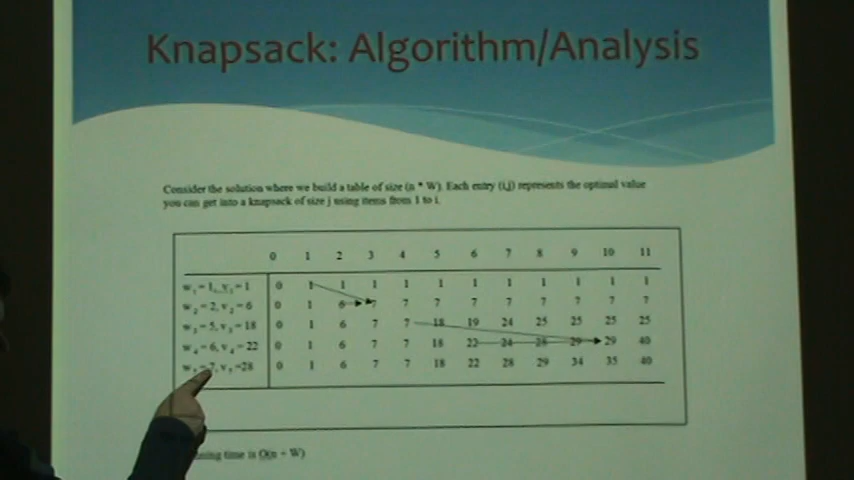 Knapsack: Algorithm/Analysis
Consider the solution where we build a table of size (n * W). Each entry (i,j) represents the optimal value
you can get into a knapsack of size j using items from 1 to i.
0 1 2 3 4 5 6 7 8 9 10 11
w₁=1, v₁=1 0 1 1 1 1 1 1 1 1 1 1 1
w₂=2, v₂=6 0 1 6 7 7 7 7 7 7 7 7 7
w₃=5, v₃=18 0 1 6 7 7 18 19 24 25 25 25 25
w₄=6, v₄=22 0 1 6 7 7 18 22 24 28 29 29 40
7, v₅=28 0 1 6 7 7 18 22 28 29 34 35 40
time is O(n * W)